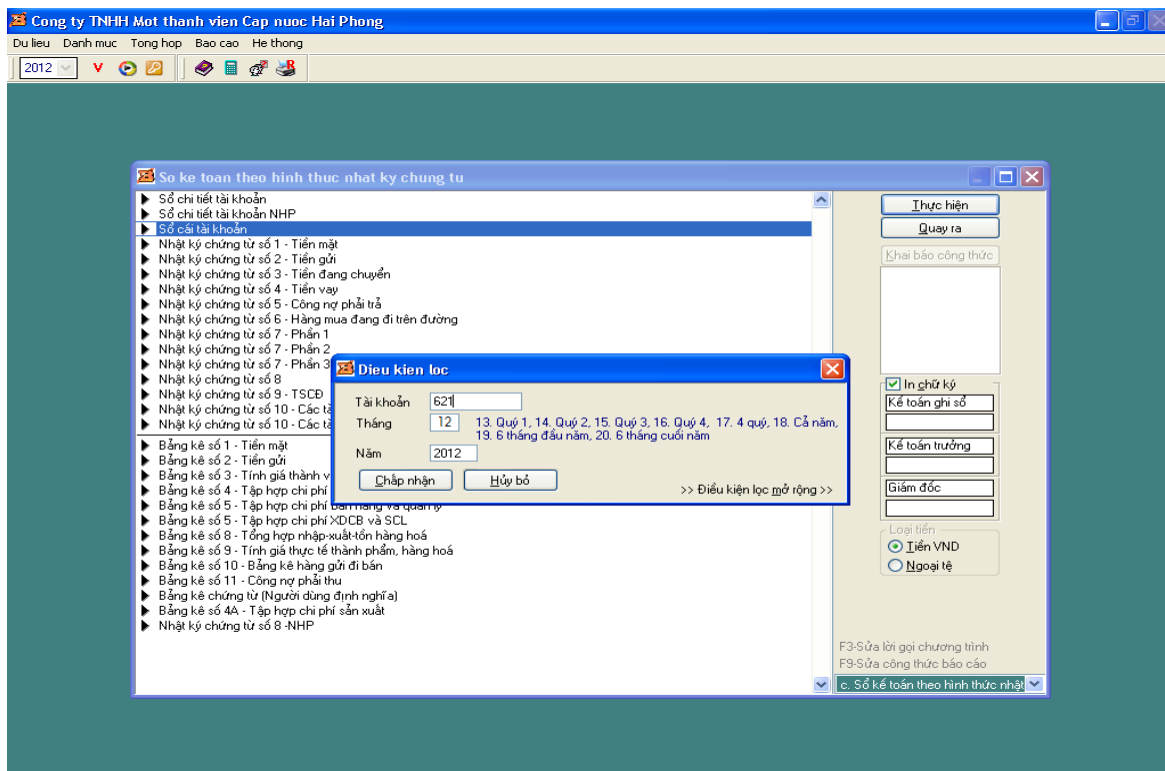 Cong ty TNHH Mot thanh vien Cap nuoc Hai Phong
Du lieu Danh muc Tong hop Bao cao He thong
2012
So ke toan theo hinh thuc nhat ky chung tu
Sổ chi tiết tài khoản
Sổ chi tiết tài khoản NHP
Sổ cái tài khoản
Nhật ký chứng từ số 1 - Tiền mặt
Nhật ký chứng từ số 2 - Tiền gửi
Nhật ký chứng từ số 3 - Tiền đang chuyển
Nhật ký chứng từ số 4 - Tiền vay
Nhật ký chứng từ số 5 - Công nợ phải trả
Nhật ký chứng từ số 6 - Hàng mua đang đi trên đường
Nhật ký chứng từ số 7 - Phần 1
Nhật ký chứng từ số 7 - Phần 2
Nhật ký chứng từ số 7 - Phần 3
Nhật ký chứng từ số 8
Nhật ký chứng từ số 9 - TSCĐ
Nhật ký chứng từ số 10 - Các
Nhật ký chứng từ số 10 - Các
Bảng kê số 1 - Tiền mặt
Bảng kê số 2 - Tiền gửi
Bảng kê số 3 - Tính giá thành
Bảng kê số 4 - Tập hợp chi phí
Bảng kê số 5 - Tập hợp chi phí bán hàng và quản lý
Bảng kê số 5 - Tập hợp chi phí XDCB và SCL
Bảng kê số 8 - Tổng hợp nhập-xuất-tồn hàng hoá
Bảng kê số 9 - Tính giá thực tế thành phẩm, hàng hoá
Bảng kê số 10 - Bảng kê hàng gửi đi bán
Bảng kê số 11 - Công nợ phải thu
Bảng kê chứng từ (Người dùng định nghĩa)
Bảng kê số 4A - Tập hợp chi phí sản xuất
Nhật ký chứng từ số 8 -NHP
Dieu kien loc
Tài khoản 621
Tháng 12 13. Quý 1, 14. Quý 2, 15. Quý 3, 16. Quý 4, 17. 4 quý, 18. Cả năm,
19. 6 tháng đầu năm, 20. 6 tháng cuối năm
Năm 2012
Chấp nhận Hủy bỏ >> Điều kiện lọc mở rộng >>
Thực hiện
Quay ra
Khai báo công thức
In chữ ký
Kế toán ghi sổ
Kế toán trưởng
Giám đốc
Loại tiền
Tiền VND
Ngoại tệ
F3-Sửa lời gọi chương trình
F9-Sửa công thức báo cáo
c. Sổ kế toán theo hình thức nhật